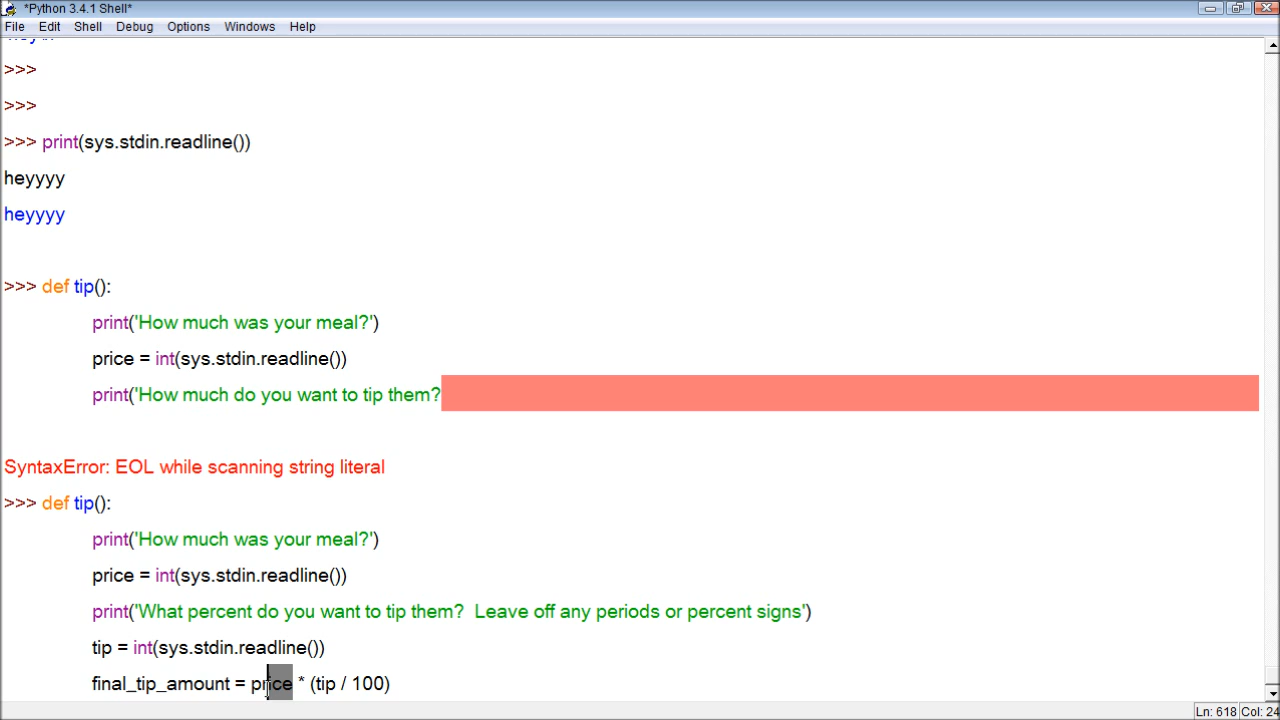 *Python 3.4.1 Shell*
File Edit Shell Debug Options Windows Help
>>>
>>>
>>> print(sys.stdin.readline())
heyyyy
heyyyy
>>> def tip():
print('How much was your meal?')
price = int(sys.stdin.readline())
print('How much do you want to tip them?
SyntaxError: EOL while scanning string literal
>>> def tip():
print('How much was your meal?')
price = int(sys.stdin.readline())
print('What percent do you want to tip them?  Leave off any periods or percent signs')
tip = int(sys.stdin.readline())
final_tip_amount = price * (tip / 100)
Ln: 618 Col: 24